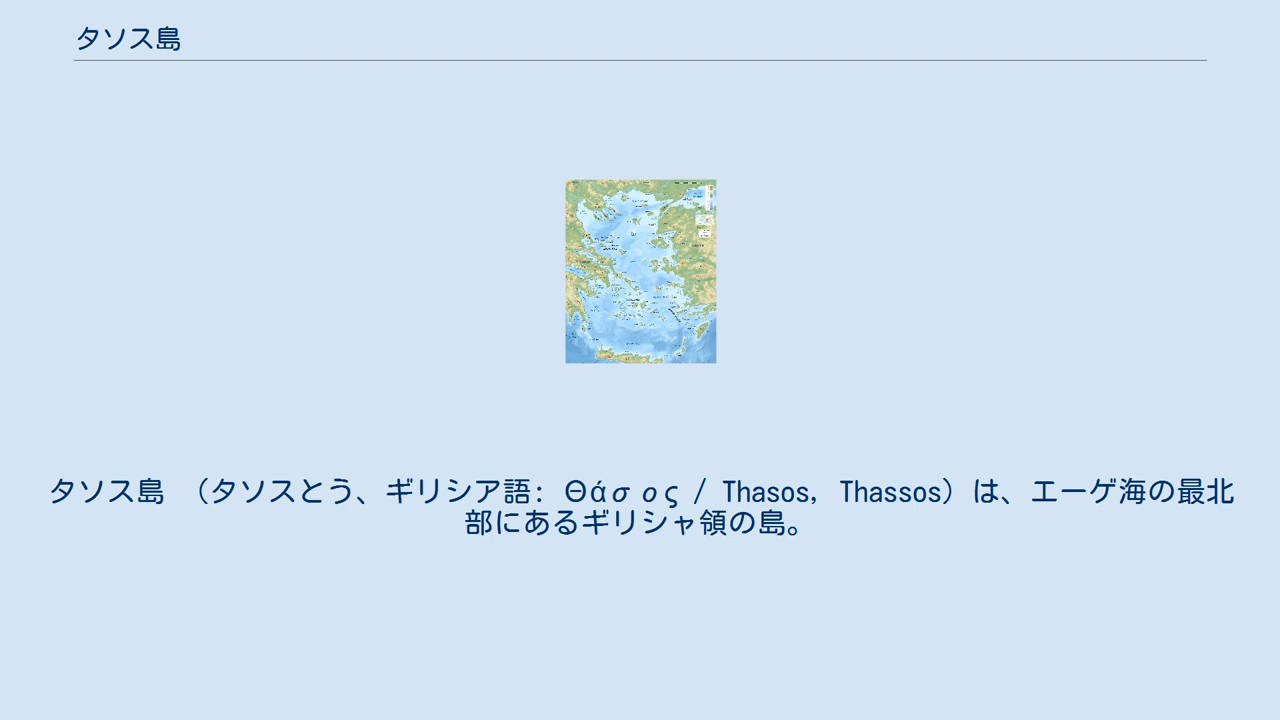 タソス島
タソス島　（タソスとう、ギリシア語: Θάσος / Thasos, Thassos）は、エーゲ海の最北
部にあるギリシャ領の島。